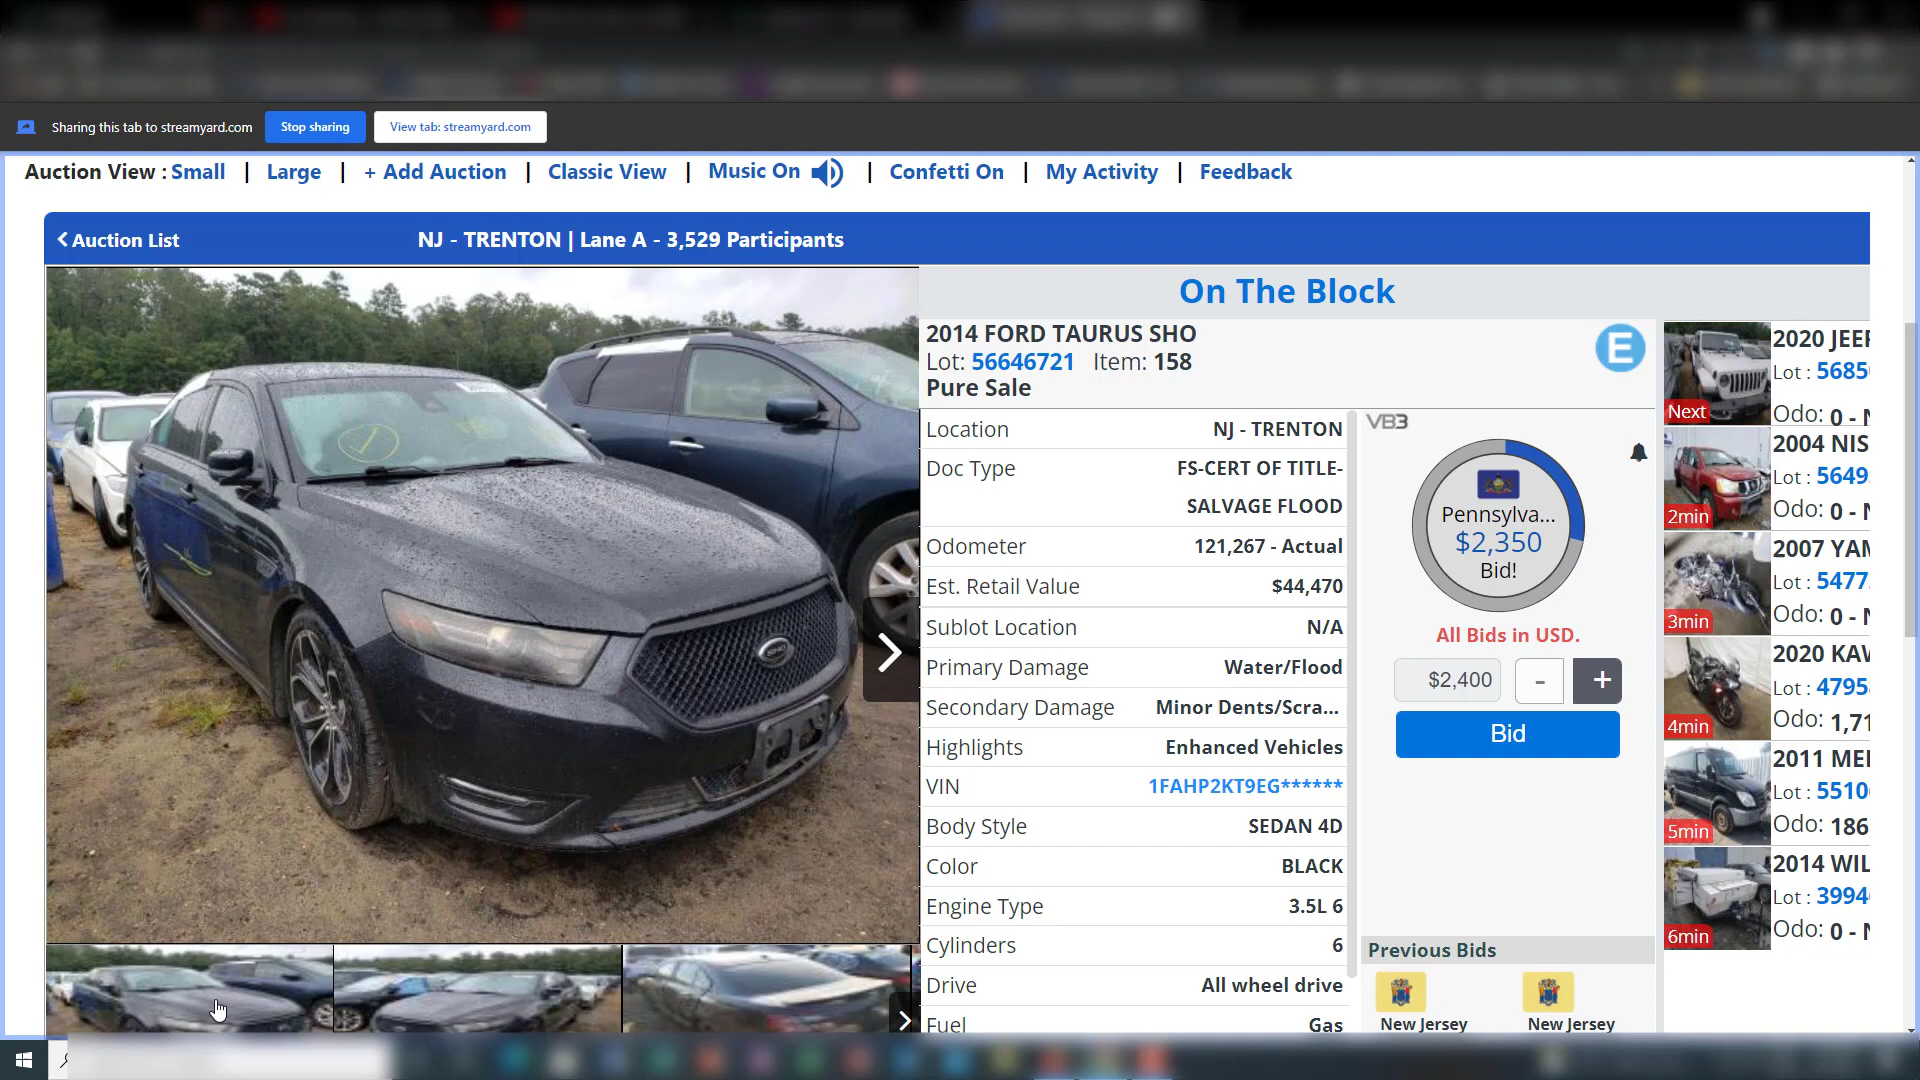 Sharing this tab to streamyard.com
Stop sharing
View tab: streamyard.com
Auction View : Small | Large | + Add Auction | Classic View | Music On | Confetti On | My Activity | Feedback
Auction List
NJ - TRENTON | Lane A - 3,529 Participants
On The Block
2014 FORD TAURUS SHO
Lot: 56646721 Item: 158
Pure Sale
E
Location NJ - TRENTON
Doc Type FS-CERT OF TITLE-
SALVAGE FLOOD
Odometer 121,267 - Actual
Est. Retail Value $44,470
Sublot Location N/A
Primary Damage Water/Flood
Secondary Damage Minor Dents/Scra...
Highlights Enhanced Vehicles
VIN 1FAHP2KT9EG******
Body Style SEDAN 4D
Color BLACK
Engine Type 3.5L 6
Cylinders 6
Drive All wheel drive
Fuel Gas
VB3
Pennsylva...
$2,350
Bid!
All Bids in USD.
$2,400 - +
Bid
Previous Bids
New Jersey New Jersey
Next
2020 JEEP
Lot : 5685
Odo: 0 - N
2min
2004 NIS
Lot : 5649
Odo: 0 - N
3min
2007 YAM
Lot : 5477
Odo: 0 - N
4min
2020 KAW
Lot : 4795
Odo: 1,71
5min
2011 MER
Lot : 5510
Odo: 186
6min
2014 WIL
Lot : 3994
Odo: 0 - N